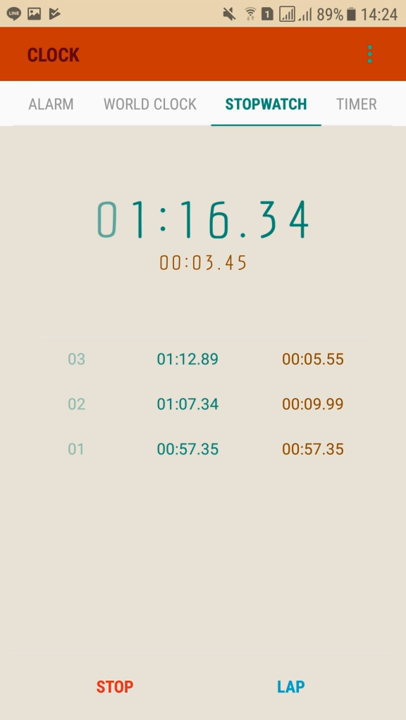 LINE 1 89% 14:24
CLOCK
ALARM WORLD CLOCK STOPWATCH TIMER
01:16.34
00:03.45
03 01:12.89 00:05.55
02 01:07.34 00:09.99
01 00:57.35 00:57.35
STOP LAP